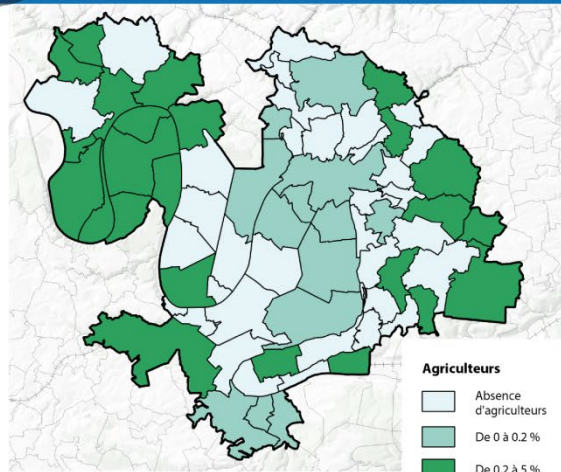 Agriculteurs
Absence
d'agriculteurs
De 0 à 0.2 %
De 0.2 à 5 %